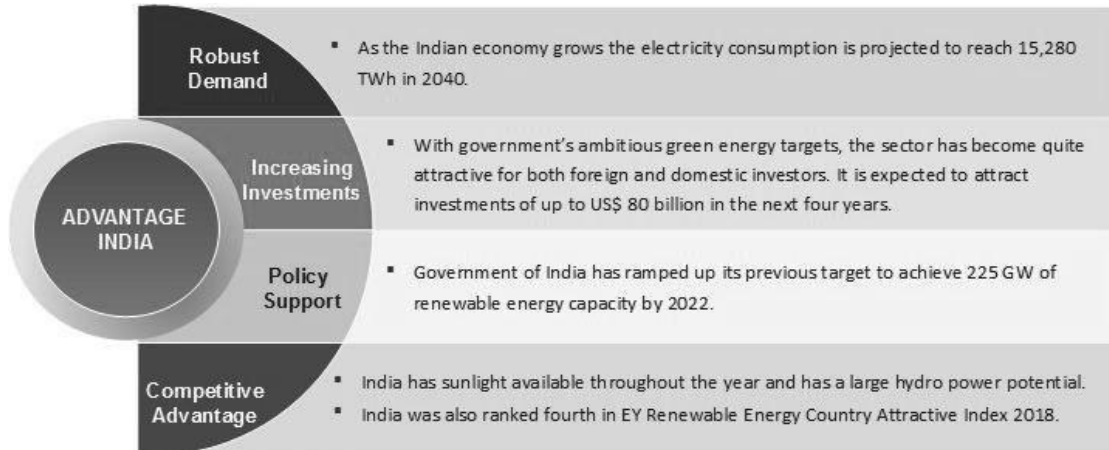 ADVANTAGE
INDIA
Robust
Demand
▪ As the Indian economy grows the electricity consumption is projected to reach 15,280
TWh in 2040.
Increasing
Investments
▪ With government's ambitious green energy targets, the sector has become quite
attractive for both foreign and domestic investors. It is expected to attract
investments of up to US$ 80 billion in the next four years.
Policy
Support
▪ Government of India has ramped up its previous target to achieve 225 GW of
renewable energy capacity by 2022.
Competitive
Advantage
▪ India has sunlight available throughout the year and has a large hydro power potential.
▪ India was also ranked fourth in EY Renewable Energy Country Attractive Index 2018.